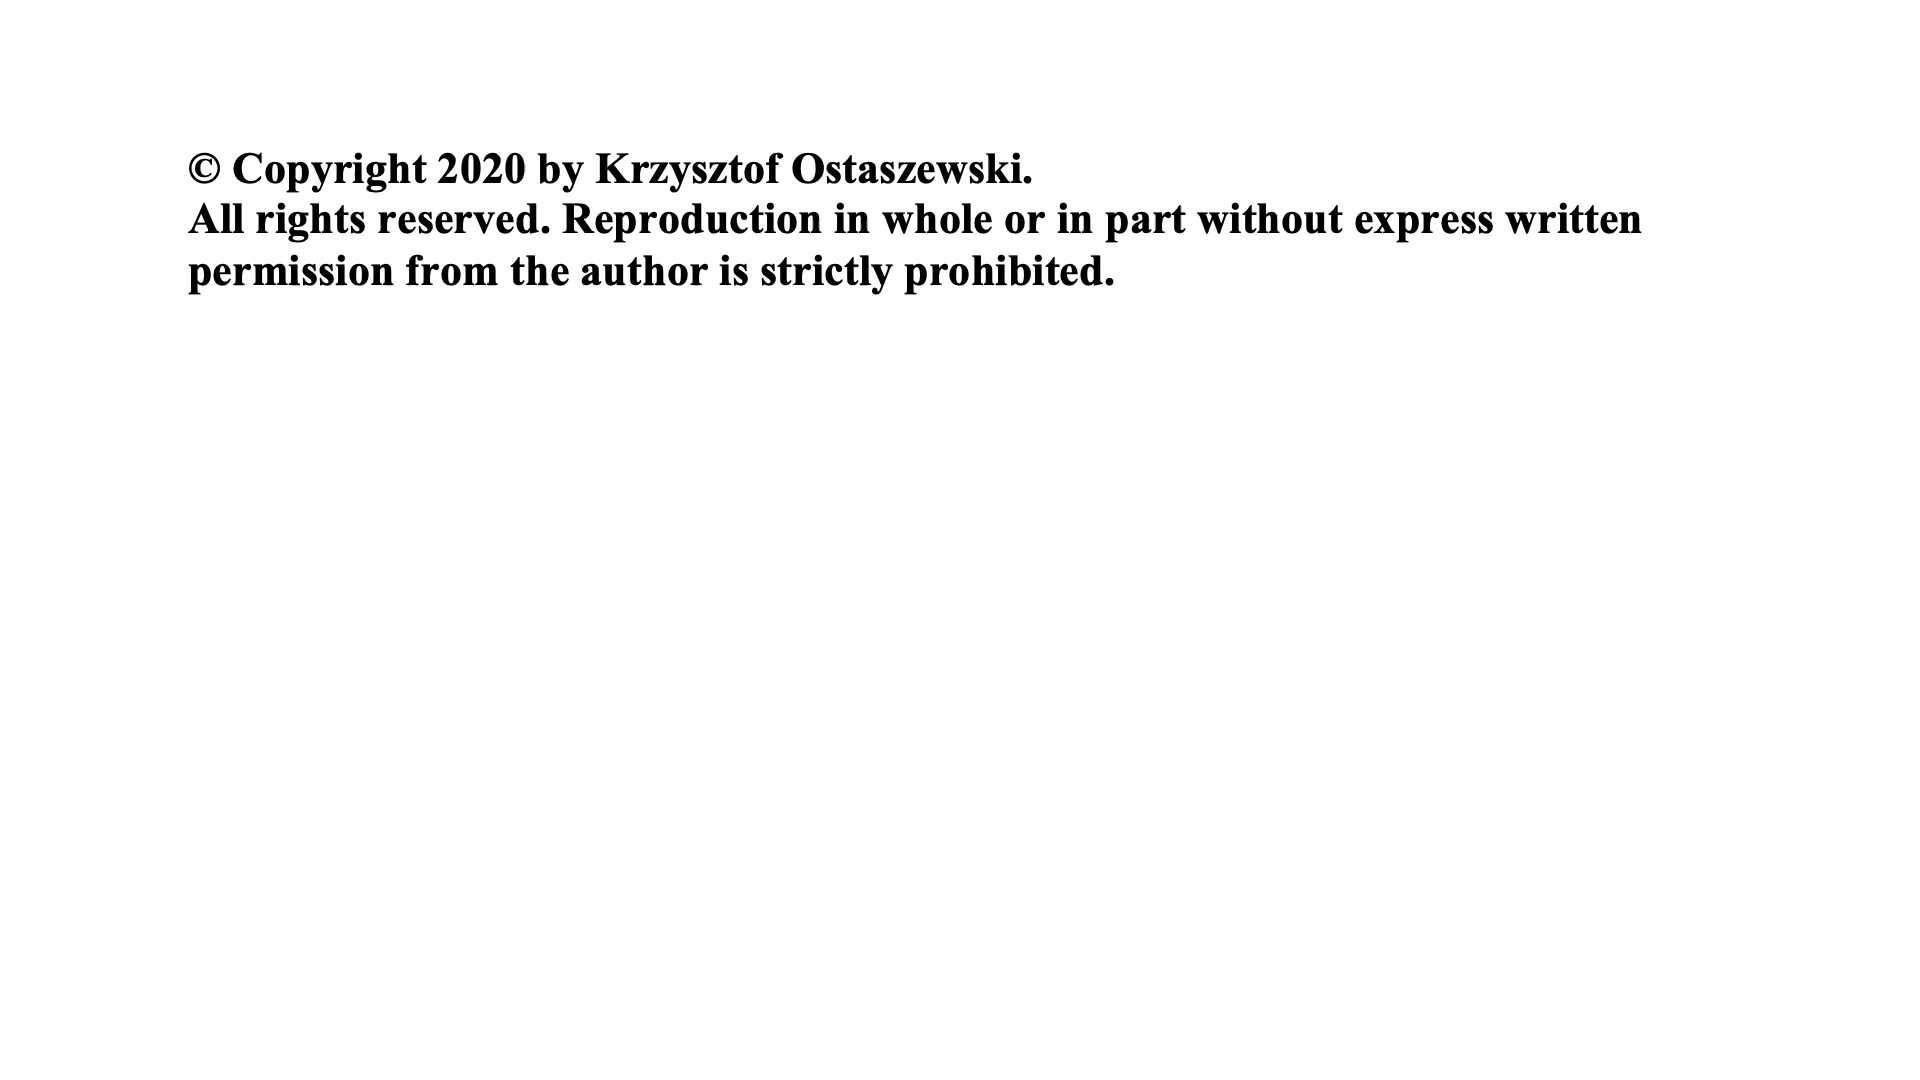 © Copyright 2020 by Krzysztof Ostaszewski.
All rights reserved. Reproduction in whole or in part without express written
permission from the author is strictly prohibited.